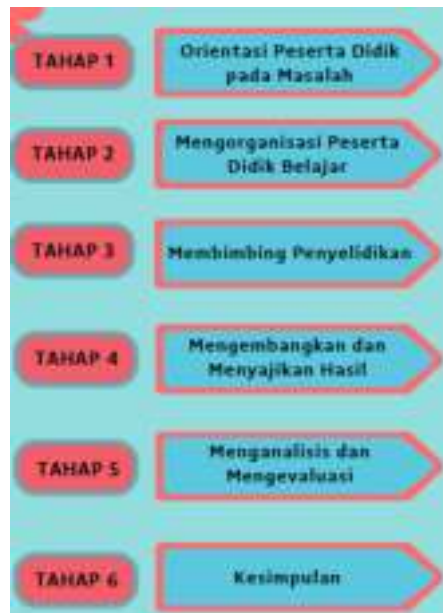 TAHAP 1
Orientasi Peserta Didik
pada Masalah
TAHAP 2
Mengorganisasi Peserta
Didik Belajar
TAHAP 3
Membimbing Penyelidikan
TAHAP 4
Mengembangkan dan
Menyajikan Hasil
TAHAP 5
Menganalisis dan
Mengevaluasi
TAHAP 6
Kesimpulan